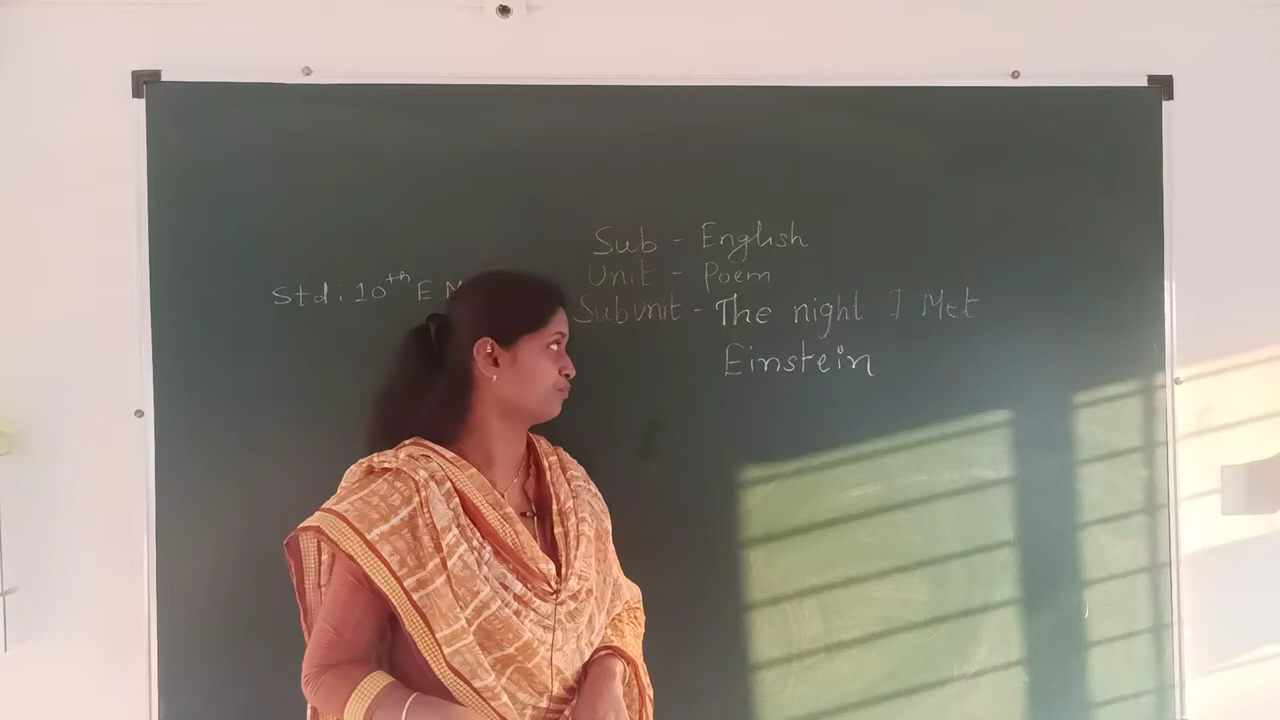 Sub - English
Unit - Poem
Std : 10th E
Subunit - The night I Met
Einstein